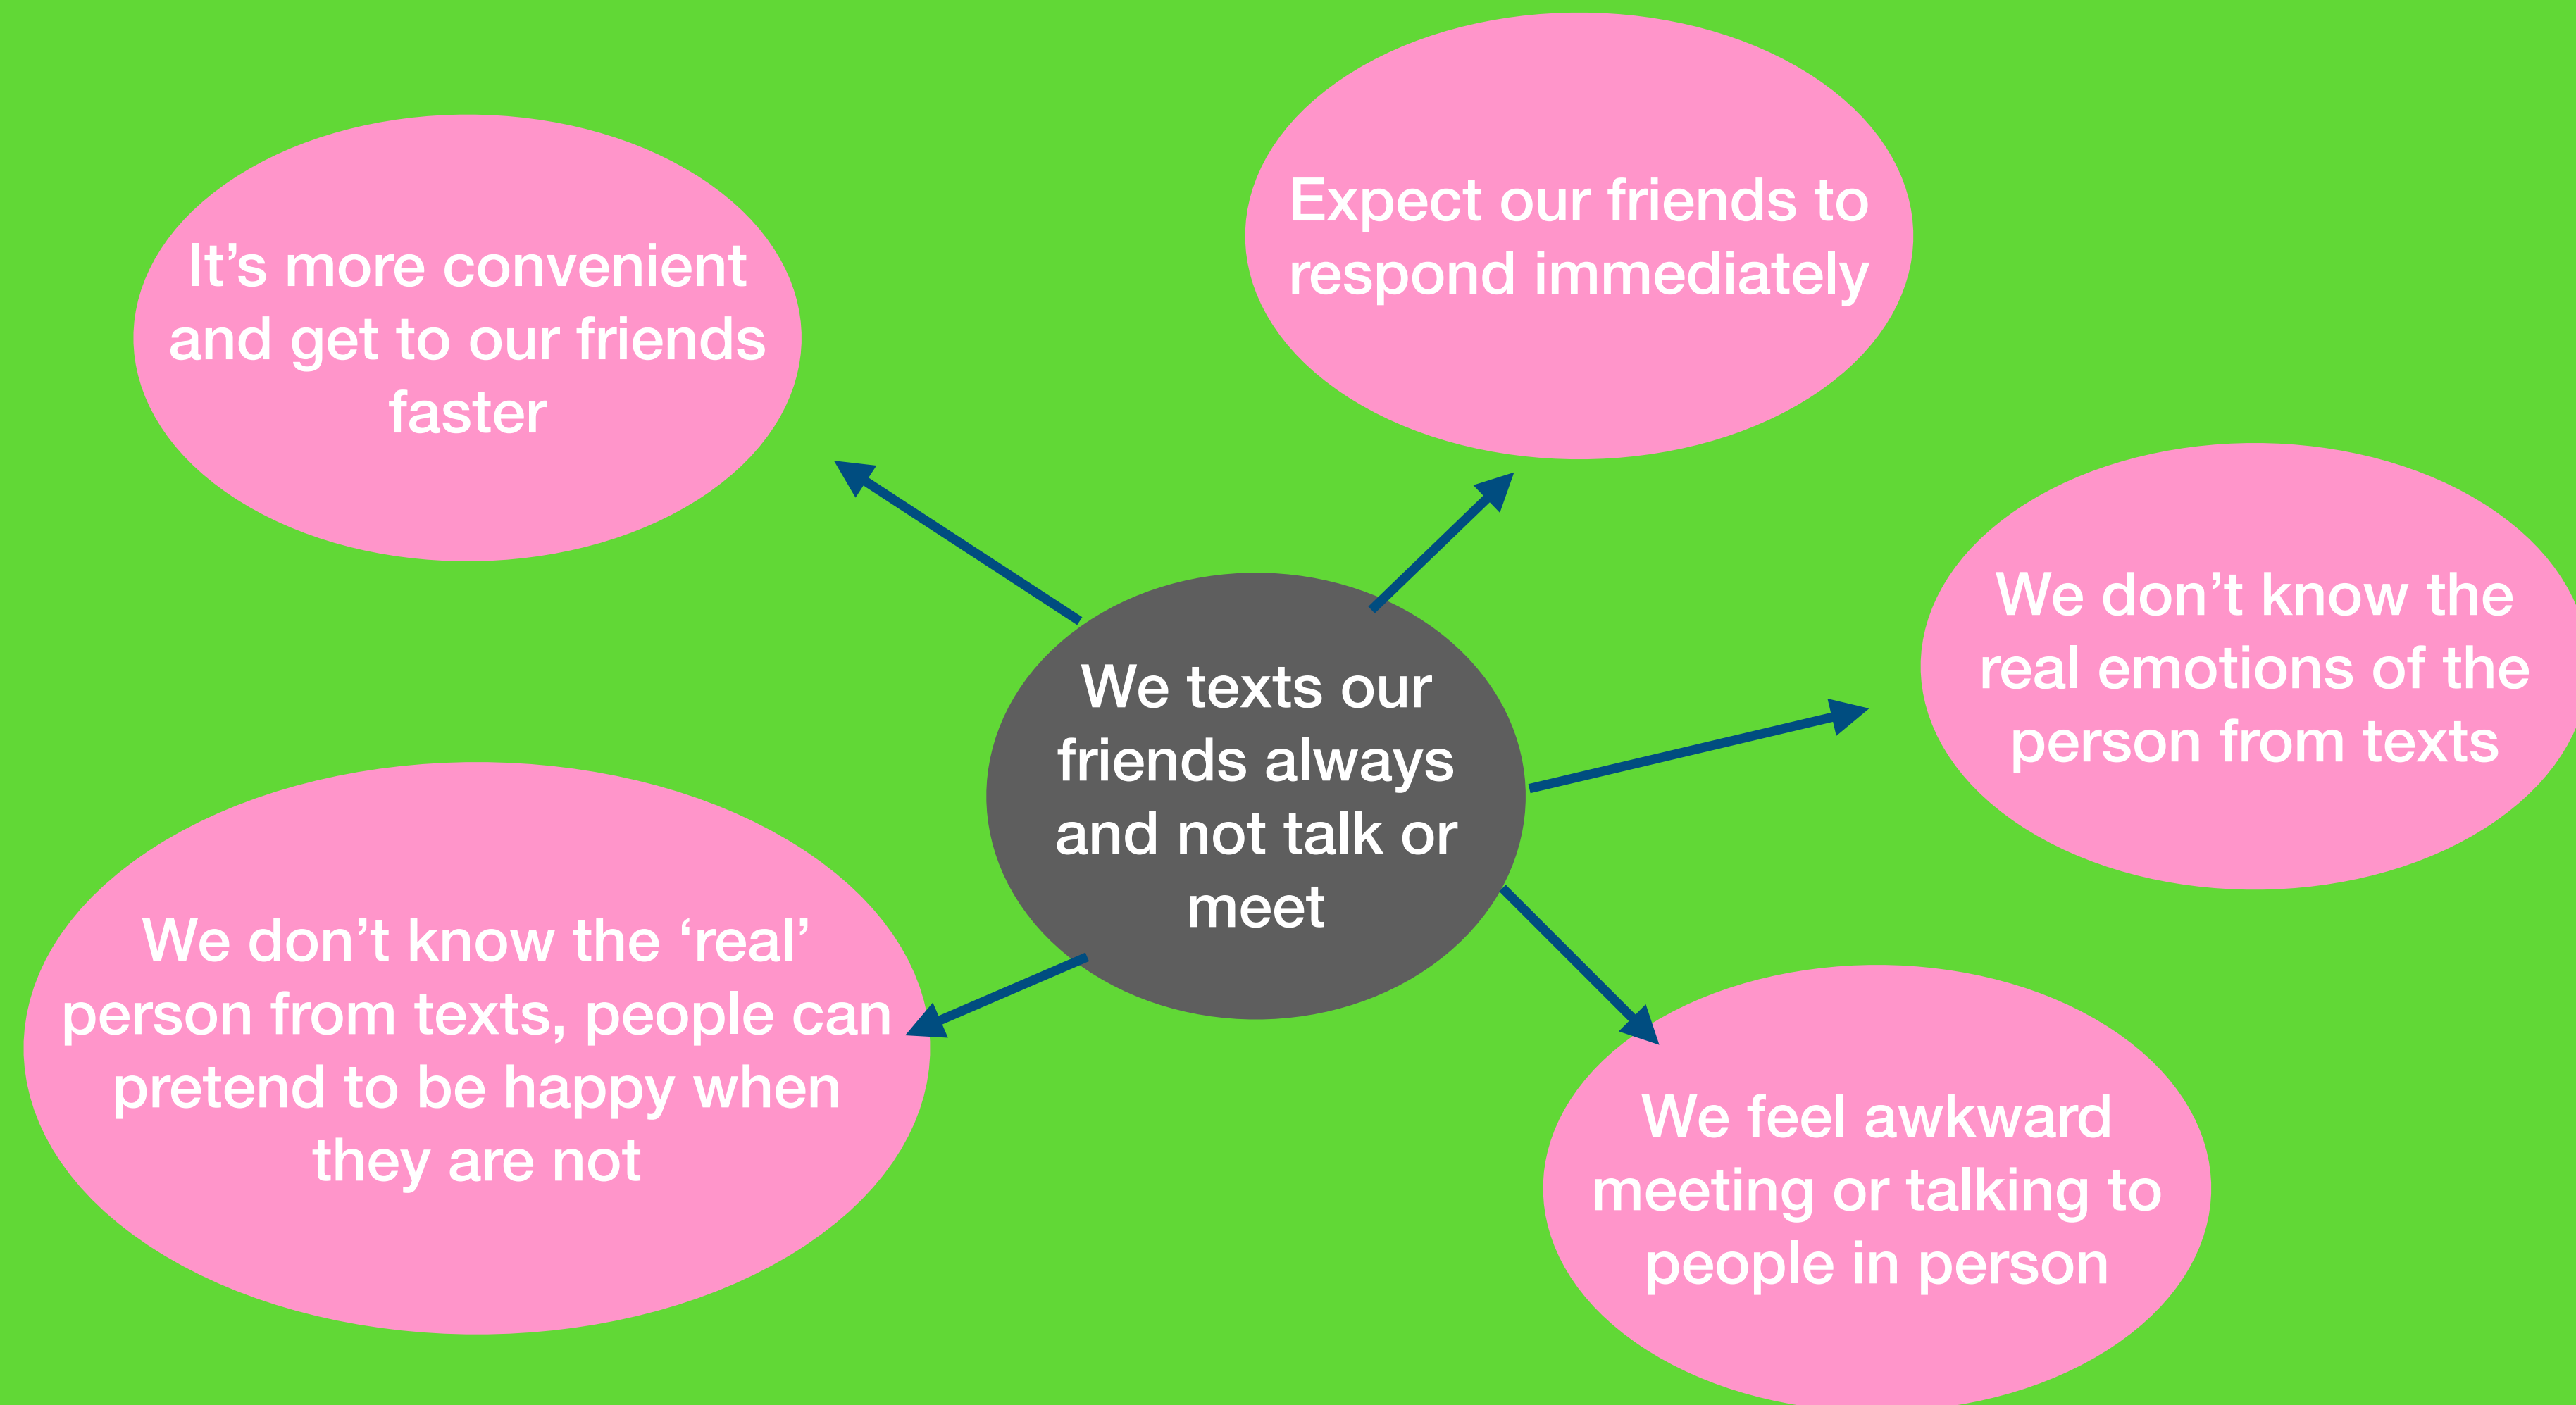 It’s more convenient
and get to our friends
faster
Expect our friends to
respond immediately
We don’t know the
real emotions of the
person from texts
We texts our
friends always
and not talk or
meet
We don’t know the ‘real’
person from texts, people can
pretend to be happy when
they are not
We feel awkward
meeting or talking to
people in person